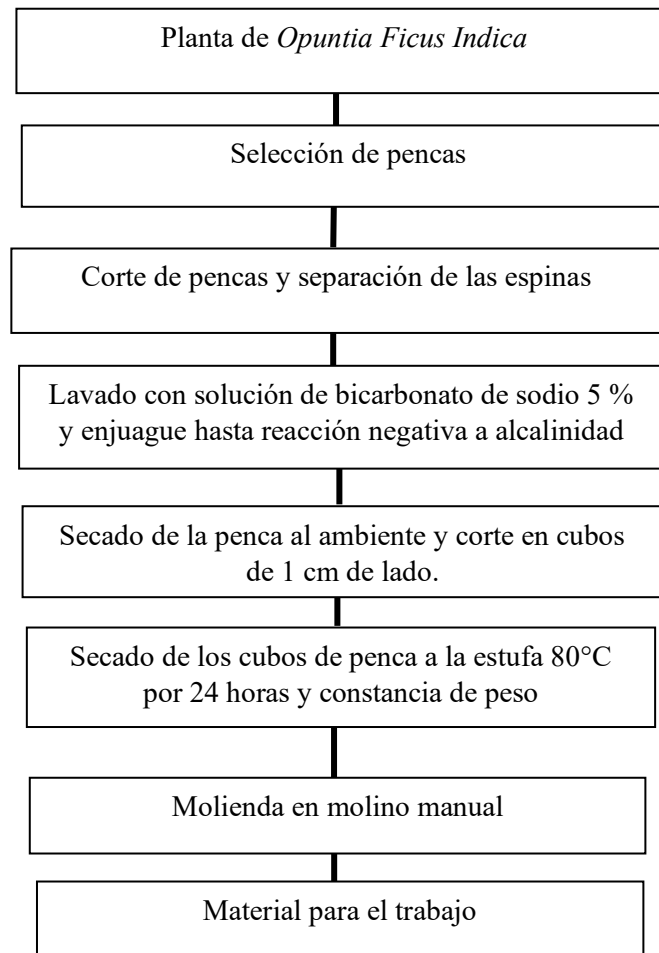 Planta de Opuntia Ficus Indica
Selección de pencas
Corte de pencas y separación de las espinas
Lavado con solución de bicarbonato de sodio 5 %
y enjuague hasta reacción negativa a alcalinidad
Secado de la penca al ambiente y corte en cubos
de 1 cm de lado.
Secado de los cubos de penca a la estufa 80°C
por 24 horas y constancia de peso
Molienda en molino manual
Material para el trabajo